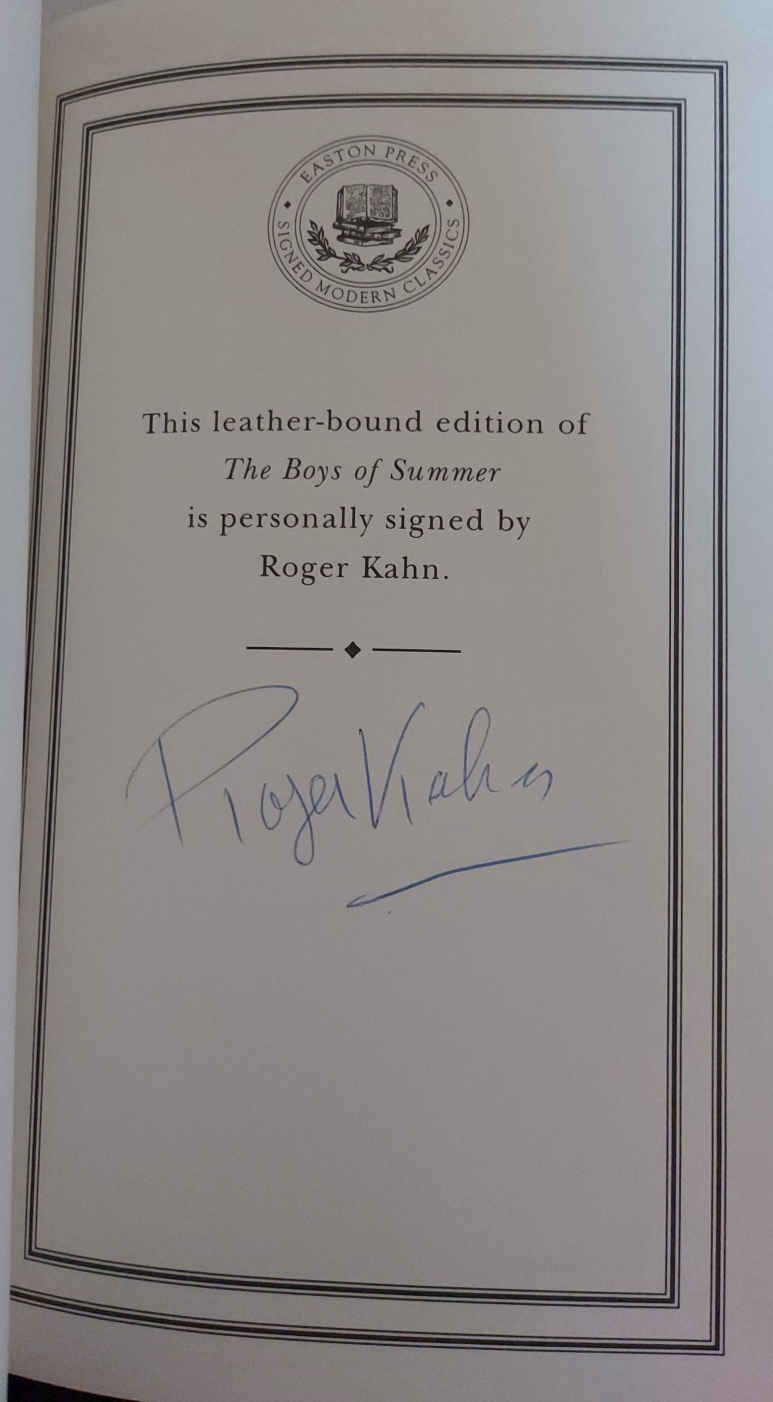 EASTON PRESS
SIGNED MODERN CLASSICS
This leather-bound edition of
The Boys of Summer
is personally signed by
Roger Kahn.
Roger Kahn